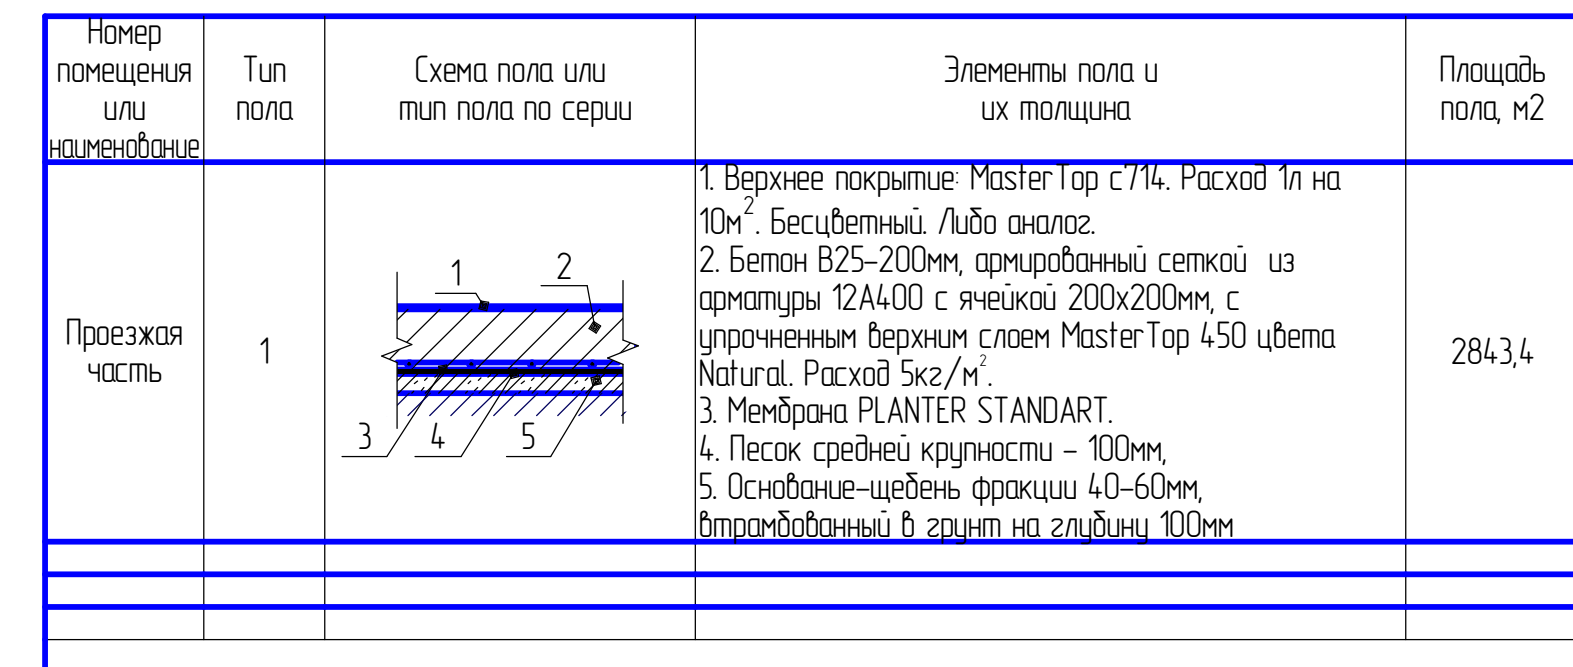 Номер
помещения
или
наименование
Тип
пола
Схема пола или
тип пола по серии
Элементы пола и
их толщина
Площадь
пола, м2
Проезжая
часть
1
1
2
3
4
5
1. Верхнее покрытие: MasterTop c714. Расход 1л на
10м². Бесцветный. Либо аналог.
2. Бетон В25-200мм, армированный сеткой из
арматуры 12А400 с ячейкой 200х200мм, с
упрочненным верхним слоем MasterTop 450 цвета
Natural. Расход 5кг/м².
3. Мембрана PLANTER STANDART.
4. Песок средней крупности – 100мм,
5. Основание-щебень фракции 40-60мм,
втрамбованный в грунт на глубину 100мм
2843,4